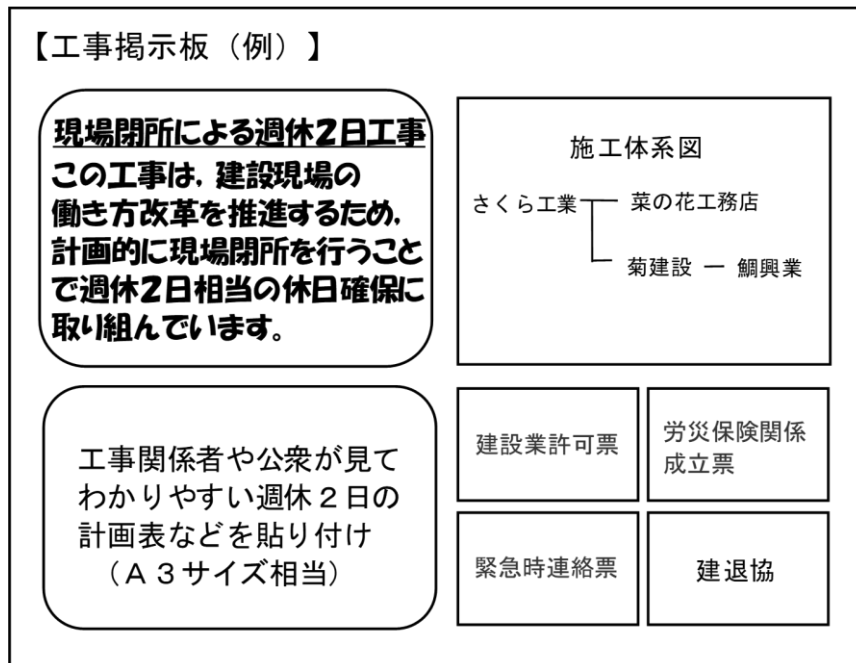 【工事掲示板（例）】
現場閉所による週休２日工事
この工事は，建設現場の
働き方改革を推進するため，
計画的に現場閉所を行うこと
で週休２日相当の休日確保に
取り組んでいます。
施工体系図
さくら工業
菜の花工務店
菊建設 ー 鯛興業
工事関係者や公衆が見て
わかりやすい週休２日の
計画表などを貼り付け
（Ａ３サイズ相当）
建設業許可票
労災保険関係
成立票
緊急時連絡票
建退協